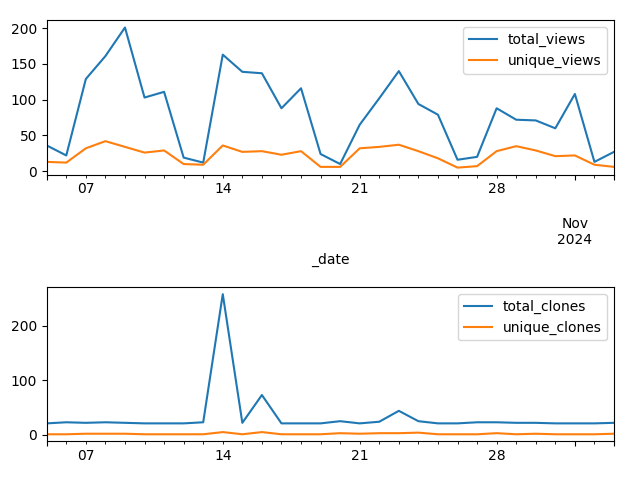 200
150
100
50
0
total_views
unique_views
07
14
21
28
Nov
2024
_date
200
100
0
total_clones
unique_clones
07
14
21
28